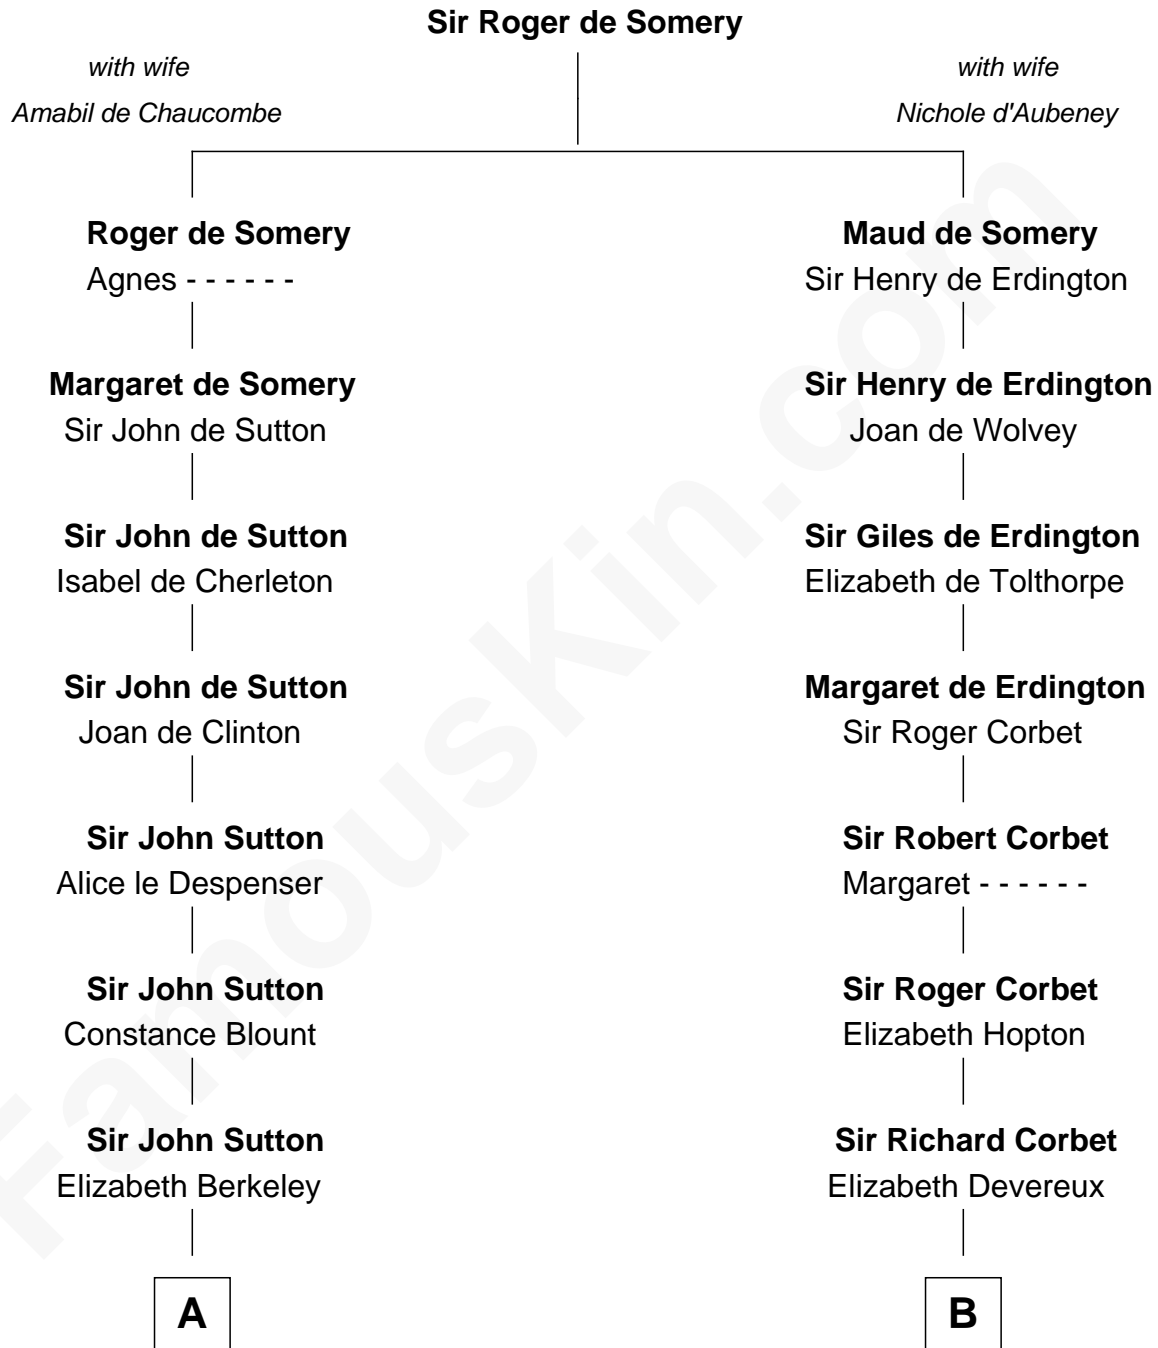 Sir Roger de Somery
with wife
Amabil de Chaucombe
with wife
Nichole d'Aubeney
Roger de Somery
Agnes - - - - - -
Maud de Somery
Sir Henry de Erdington
Margaret de Somery
Sir John de Sutton
Sir Henry de Erdington
Joan de Wolvey
Sir John de Sutton
Isabel de Cherleton
Sir Giles de Erdington
Elizabeth de Tolthorpe
Sir John de Sutton
Joan de Clinton
Margaret de Erdington
Sir Roger Corbet
Sir John Sutton
Alice le Despenser
Sir Robert Corbet
Margaret - - - - - -
Sir John Sutton
Constance Blount
Sir Roger Corbet
Elizabeth Hopton
Sir John Sutton
Elizabeth Berkeley
Sir Richard Corbet
Elizabeth Devereux
A
B
FamousKin.com